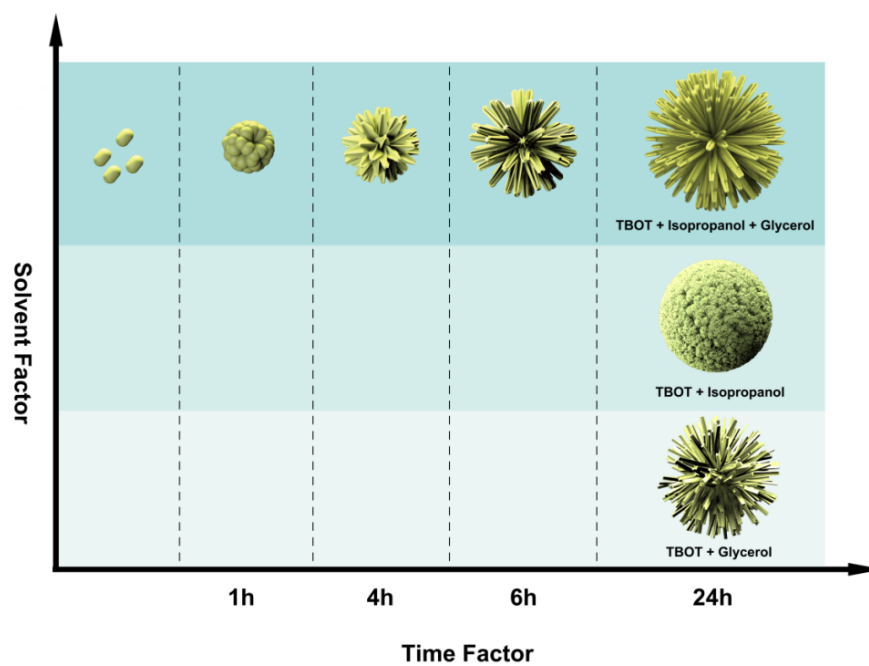 Solvent Factor
TBOT + Isopropanol + Glycerol
TBOT + Isopropanol
TBOT + Glycerol
1h 4h 6h 24h
Time Factor